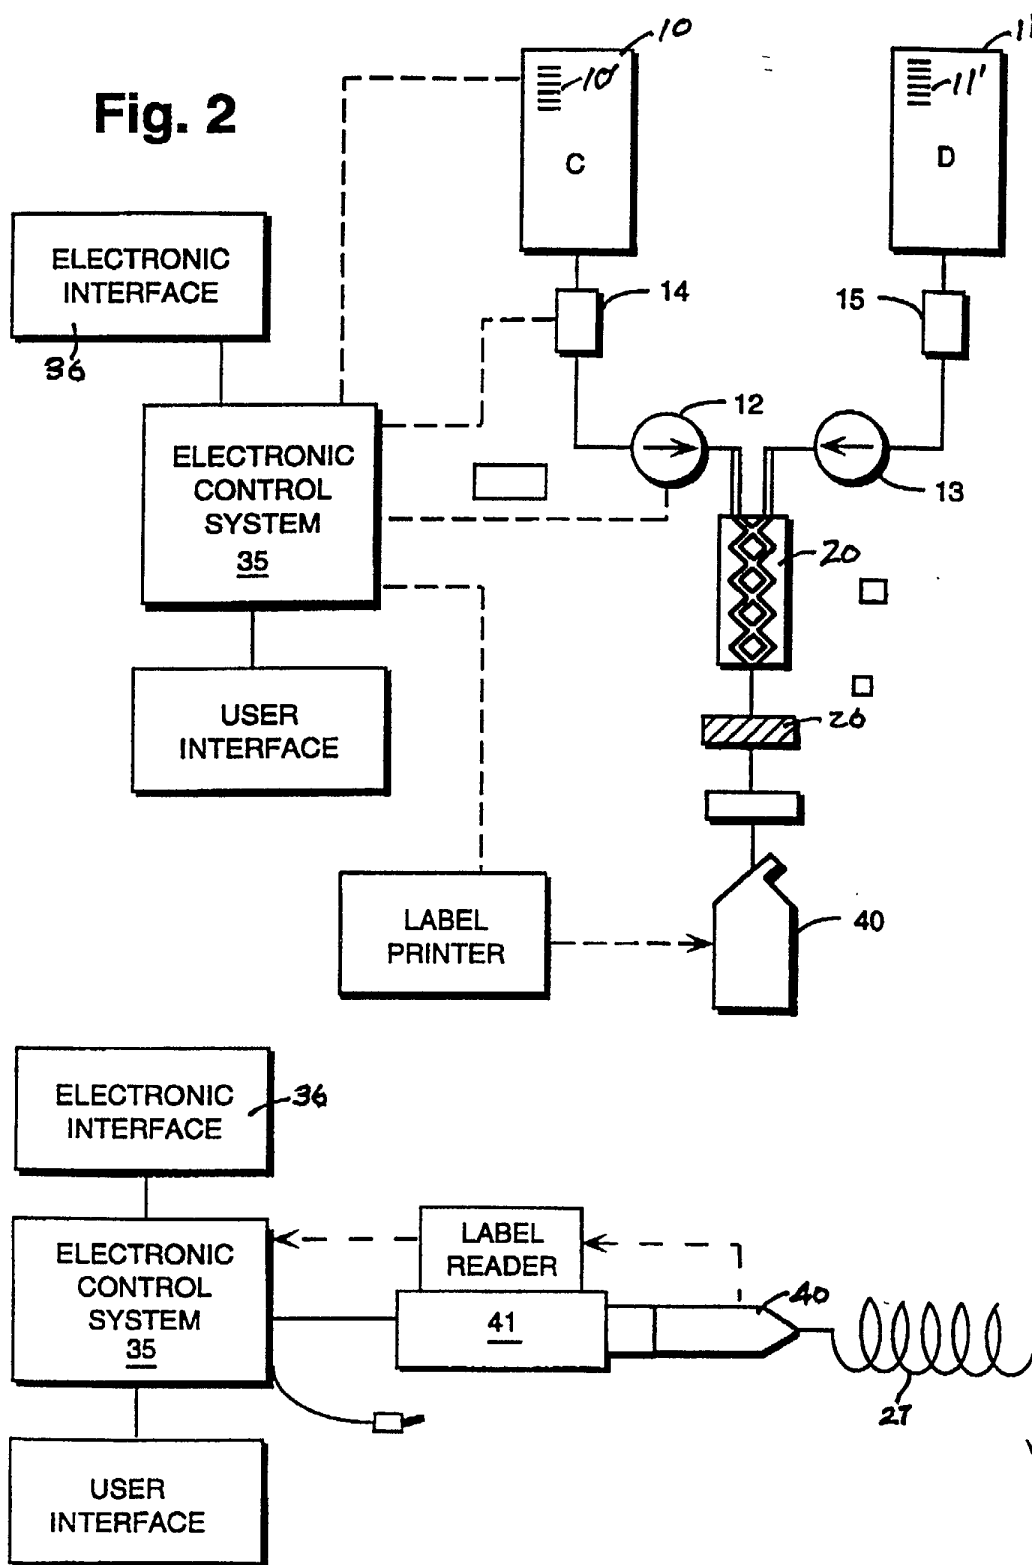 Fig. 2
10
11
10'
11'
C
D
ELECTRONIC
INTERFACE
36
14
15
12
13
ELECTRONIC
CONTROL
SYSTEM
35
20
USER
INTERFACE
26
LABEL
PRINTER
40
ELECTRONIC
INTERFACE
36
ELECTRONIC
CONTROL
SYSTEM
35
LABEL
READER
41
40
27
USER
INTERFACE